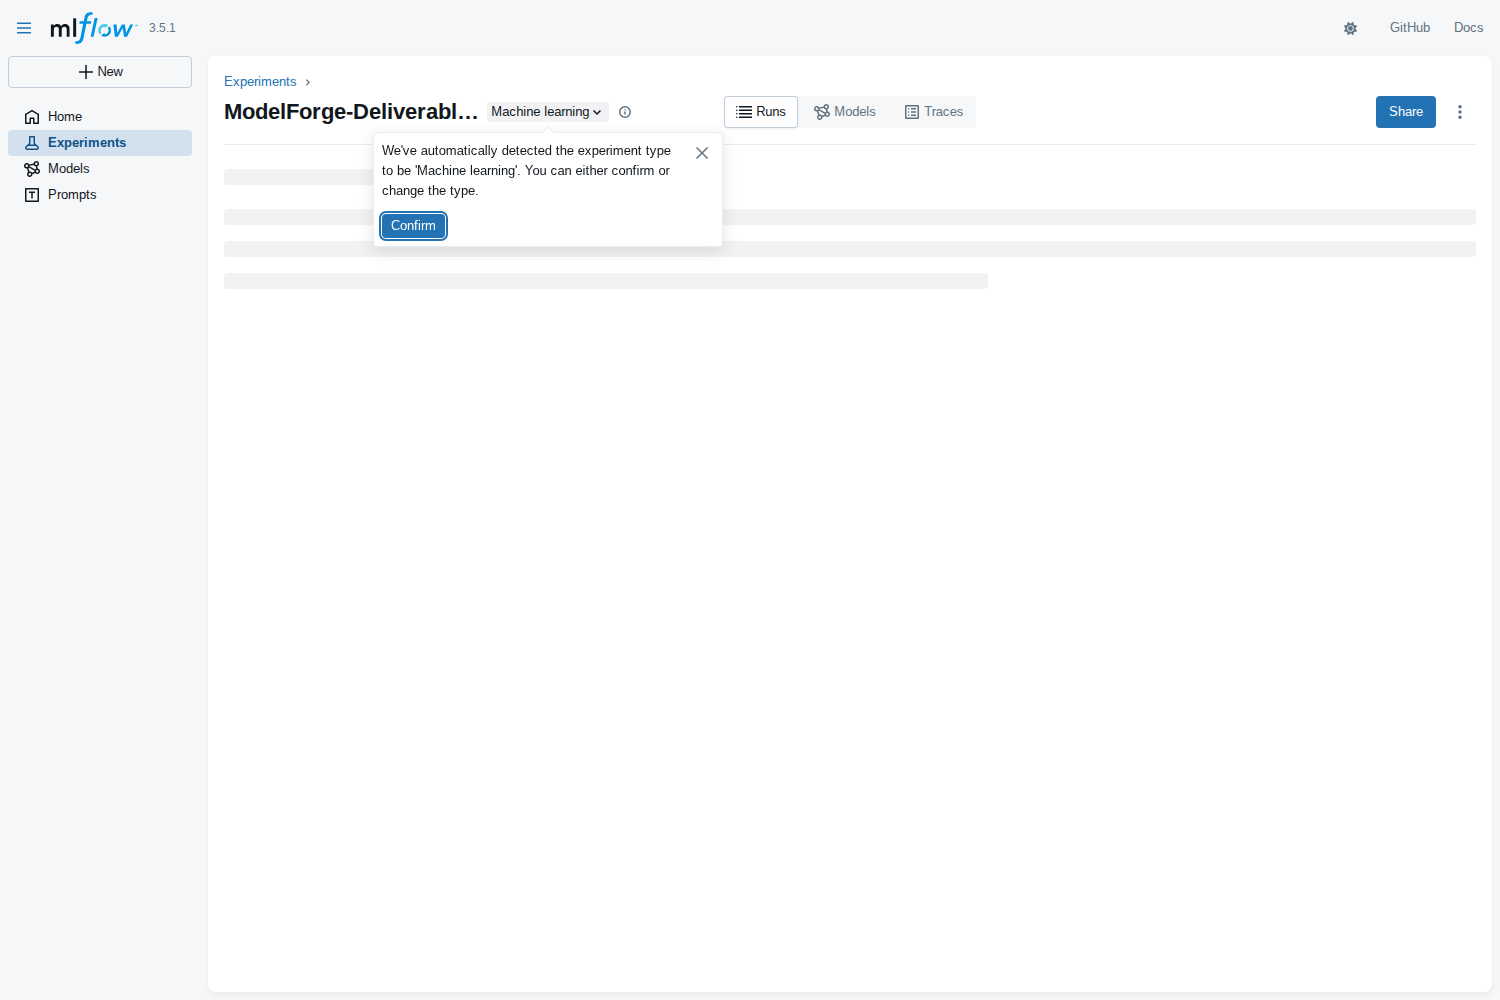 mlflow 3.5.1
GitHub
Docs
New
Home
Experiments
Models
Prompts
Experiments
ModelForge-Deliverabl...
Machine learning
Runs
Models
Traces
Share
We've automatically detected the experiment type
to be 'Machine learning'. You can either confirm or
change the type.
Confirm